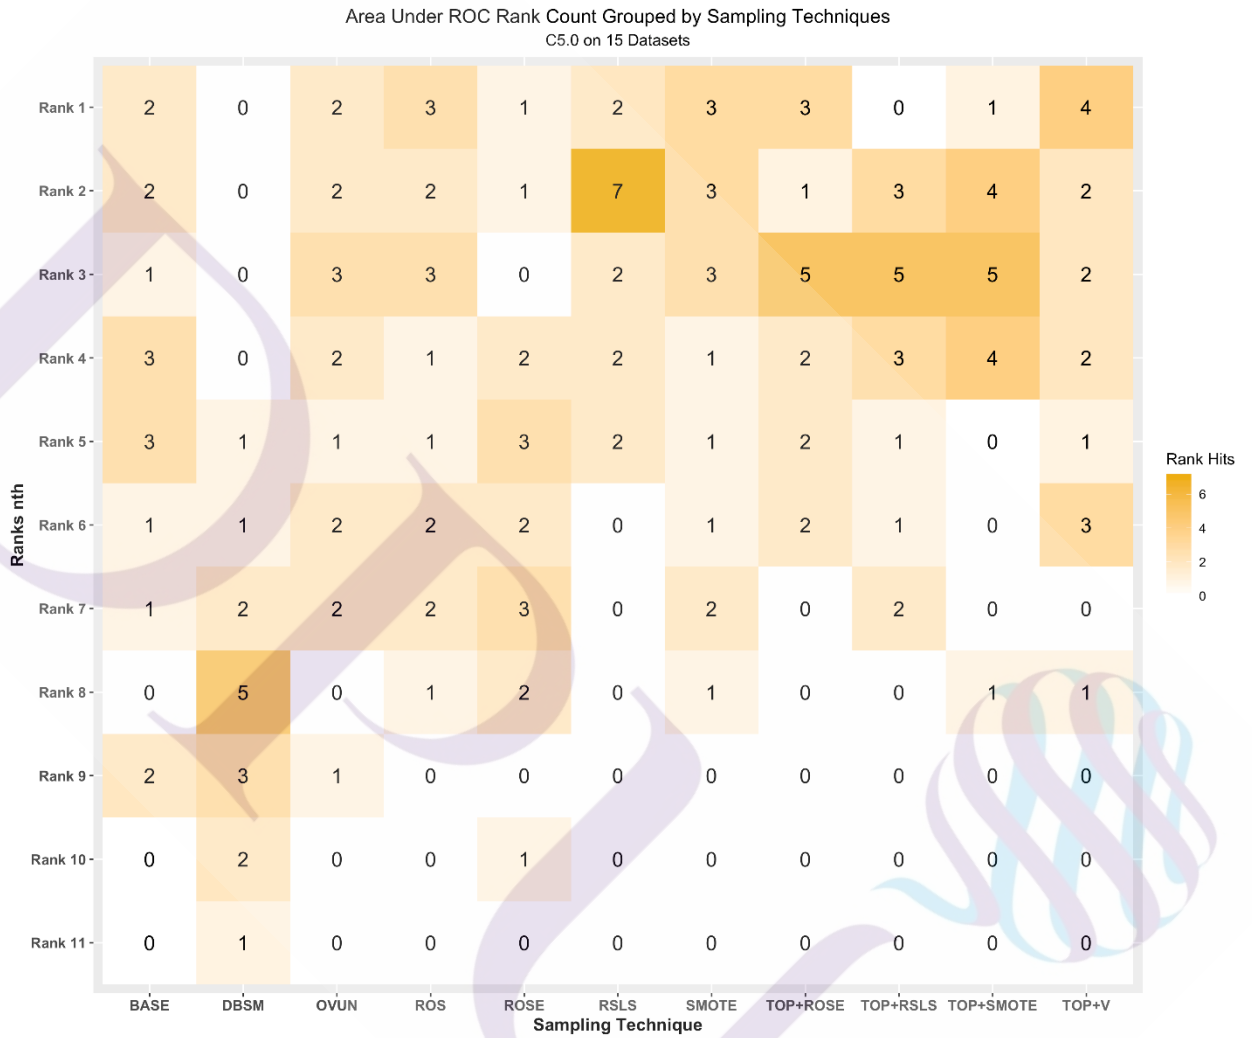 Area Under ROC Rank Count Grouped by Sampling Techniques
C5.0 on 15 Datasets
Rank 1 2 0 2 3 1 2 3 3 0 1 4
Rank 2 2 0 2 2 1 7 3 1 3 4 2
Rank 3 1 0 3 3 0 2 3 5 5 5 2
Rank 4 3 0 2 1 2 2 1 2 3 4 2
Rank 5 3 1 1 1 3 2 1 2 1 0 1
Rank 6 1 1 2 2 2 0 1 2 1 0 3
Rank 7 1 2 2 2 3 0 2 0 2 0 0
Rank 8 0 5 0 1 2 0 1 0 0 1 1
Rank 9 2 3 1 0 0 0 0 0 0 0 0
Rank 10 0 2 0 0 1 0 0 0 0 0 0
Rank 11 0 1 0 0 0 0 0 0 0 0 0
BASE DBSM OVUN ROS ROSE RSLS SMOTE TOP+ROSE TOP+RSLS TOP+SMOTE TOP+V
Sampling Technique
Ranks nth
Rank Hits
6
4
2
0